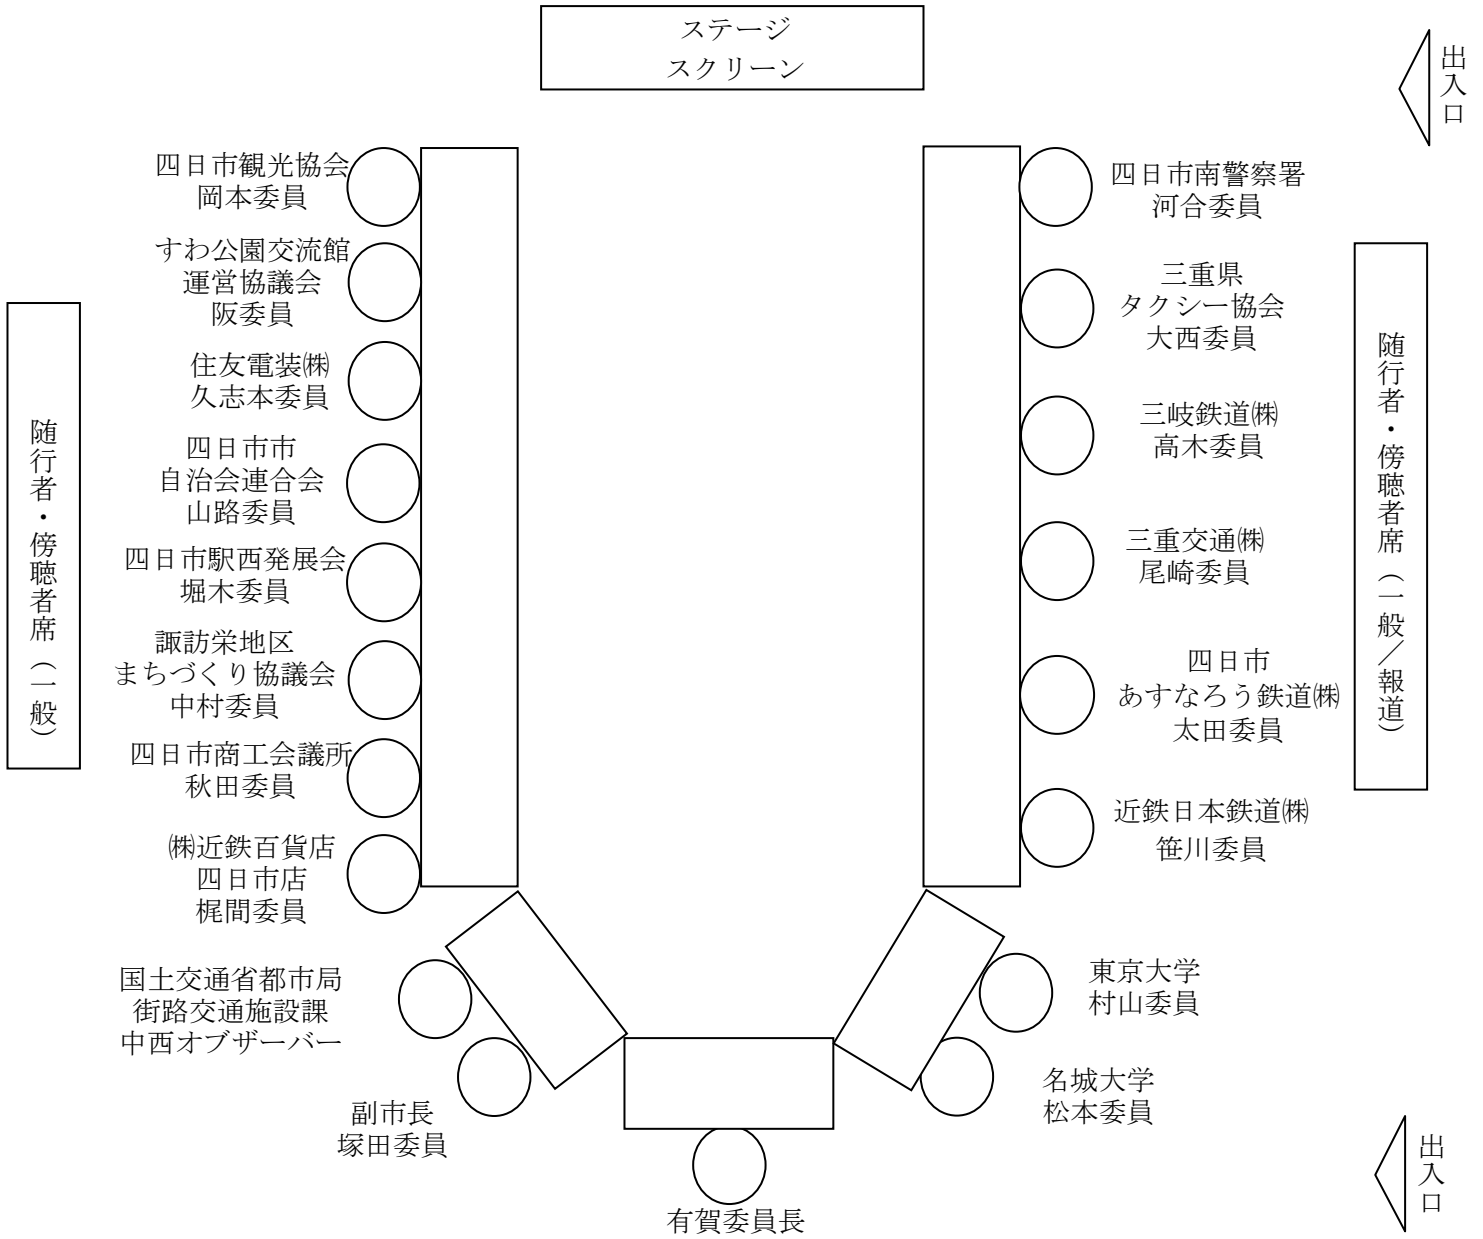 ステージ
スクリーン
出入口
四日市観光協会
岡本委員
すわ公園交流館
運営協議会
阪委員
住友電装㈱
久志本委員
四日市市
自治会連合会
山路委員
四日市駅西発展会
堀木委員
諏訪栄地区
まちづくり協議会
中村委員
四日市商工会議所
秋田委員
㈱近鉄百貨店
四日市店
梶間委員
国土交通省都市局
街路交通施設課
中西オブザーバー
副市長
塚田委員
有賀委員長
名城大学
松本委員
東京大学
村山委員
近鉄日本鉄道㈱
笹川委員
四日市
あすなろう鉄道㈱
太田委員
三重交通㈱
尾崎委員
三岐鉄道㈱
高木委員
三重県
タクシー協会
大西委員
四日市南警察署
河合委員
随行者・傍聴者席（一般）
随行者・傍聴者席（一般／報道）
出入口